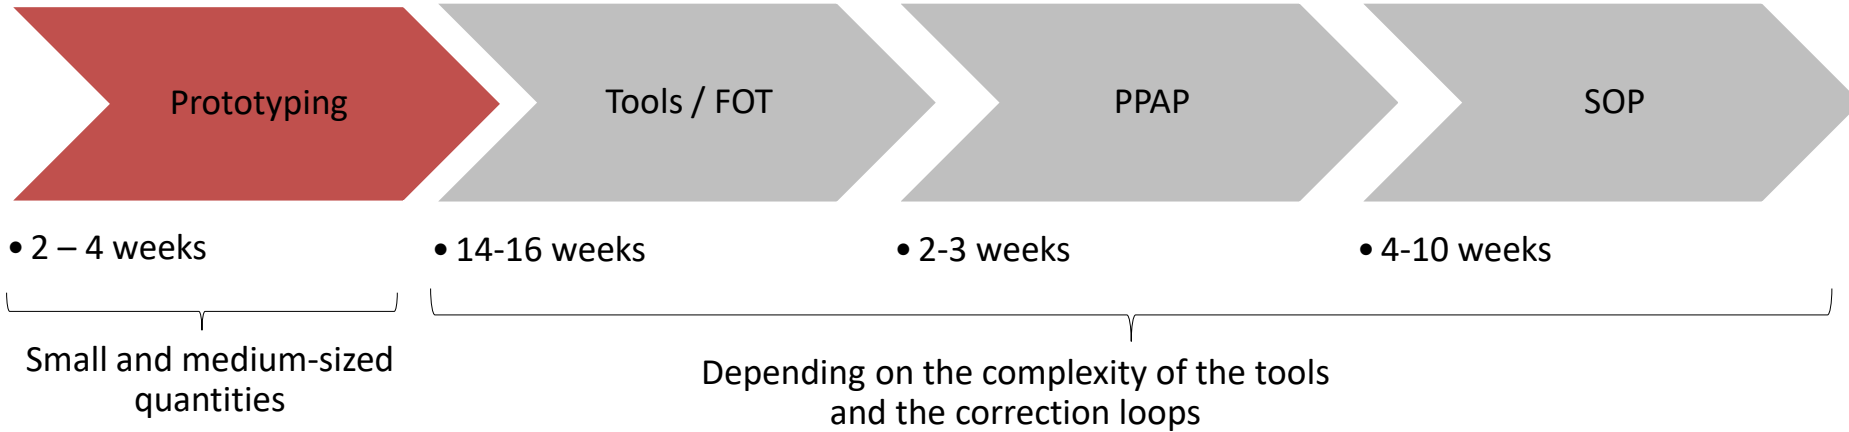 Prototyping
Tools / FOT
PPAP
SOP
• 2 – 4 weeks
• 14-16 weeks
• 2-3 weeks
• 4-10 weeks
Small and medium-sized
quantities
Depending on the complexity of the tools
and the correction loops